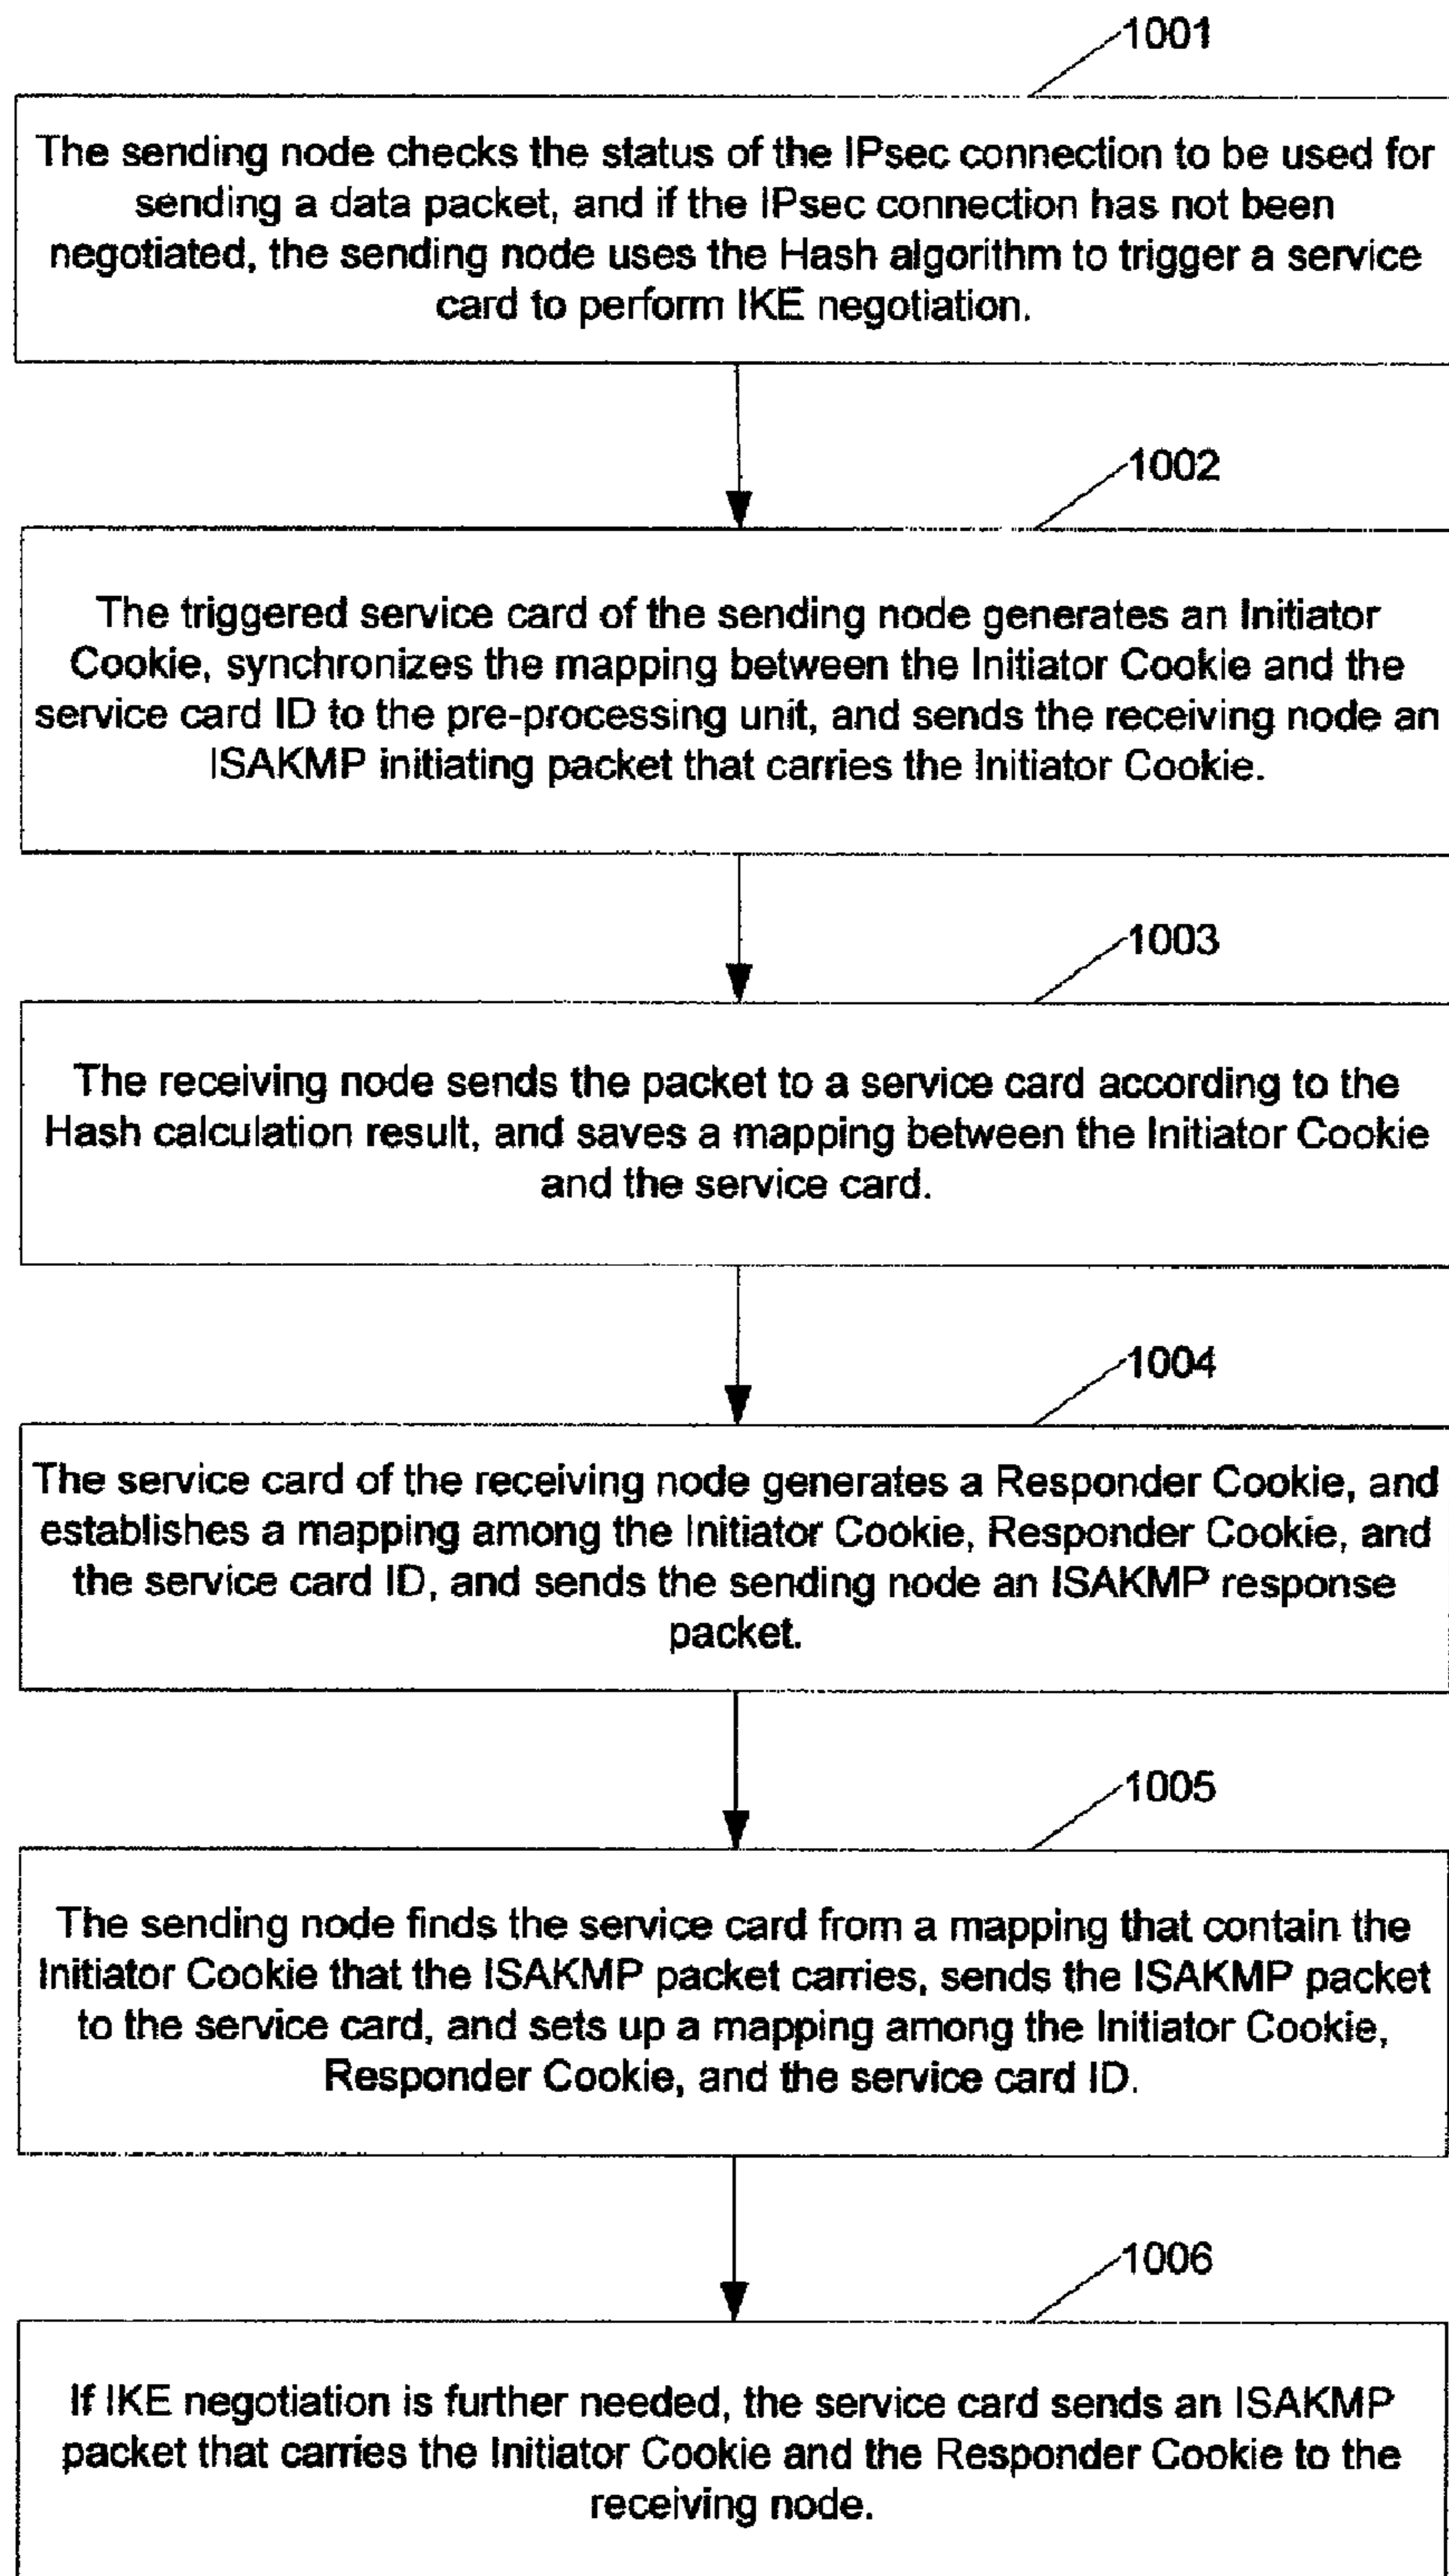 1001
The sending node checks the status of the IPsec connection to be used for
sending a data packet, and if the IPsec connection has not been
negotiated, the sending node uses the Hash algorithm to trigger a service
card to perform IKE negotiation.
1002
The triggered service card of the sending node generates an Initiator
Cookie, synchronizes the mapping between the Initiator Cookie and the
service card ID to the pre-processing unit, and sends the receiving node an
ISAKMP initiating packet that carries the Initiator Cookie.
1003
The receiving node sends the packet to a service card according to the
Hash calculation result, and saves a mapping between the Initiator Cookie
and the service card.
1004
The service card of the receiving node generates a Responder Cookie, and
establishes a mapping among the Initiator Cookie, Responder Cookie, and
the service card ID, and sends the sending node an ISAKMP response
packet.
1005
The sending node finds the service card from a mapping that contain the
Initiator Cookie that the ISAKMP packet carries, sends the ISAKMP packet
to the service card, and sets up a mapping among the Initiator Cookie,
Responder Cookie, and the service card ID.
1006
If IKE negotiation is further needed, the service card sends an ISAKMP
packet that carries the Initiator Cookie and the Responder Cookie to the
receiving node.